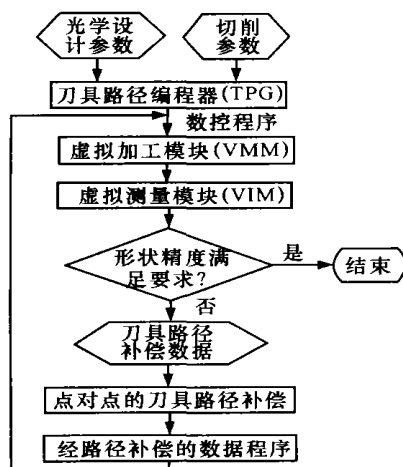 光学设
计参数
切削
参数
刀具路径编程器(TPG)
数控程序
虚拟加工模块(VMM)
虚拟测量模块(VIM)
形状精度满
足要求?
是
结束
否
刀具路径
补偿数据
点对点的刀具路径补偿
经路径补偿的数据程序